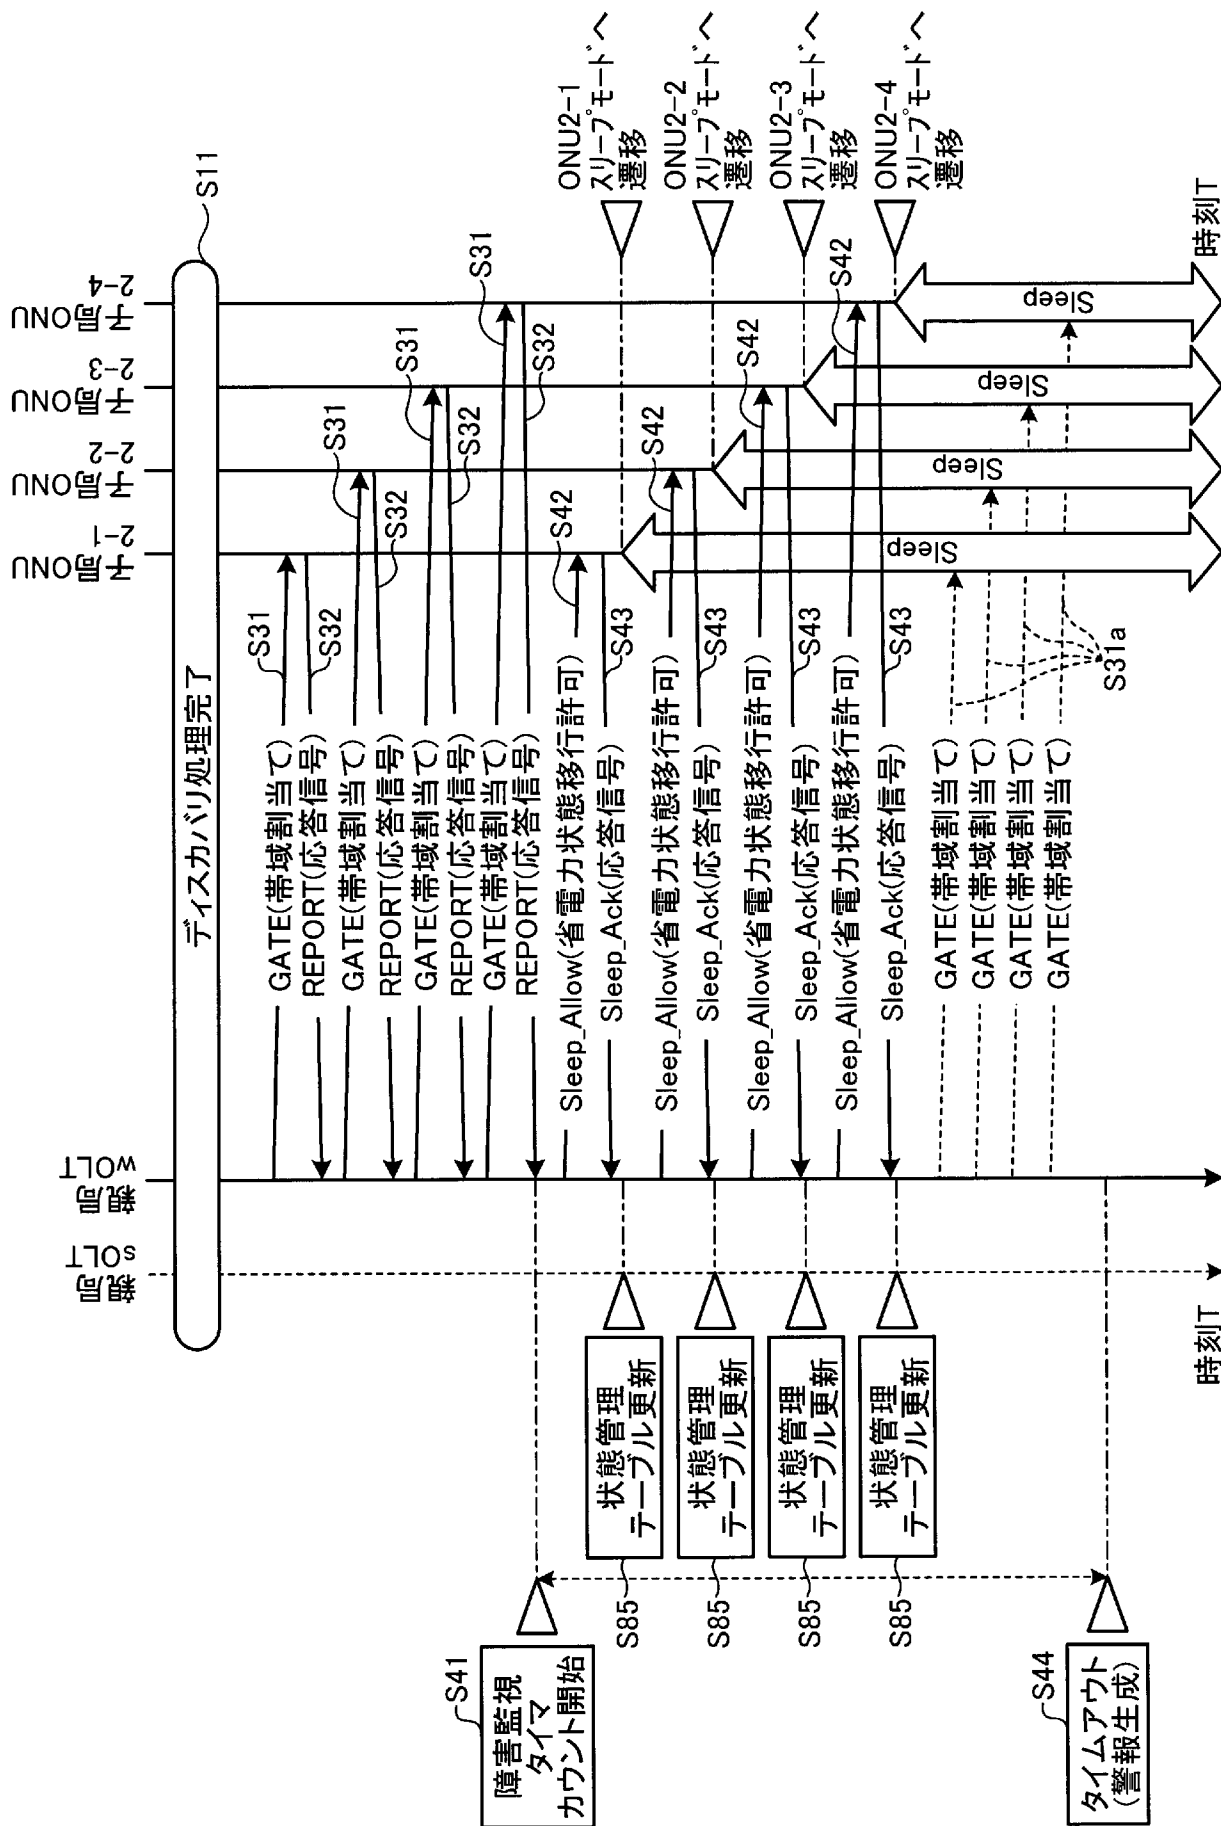 親局
sOLT
親局
wOLT
子局ONU
2-1
子局ONU
2-2
子局ONU
2-3
子局ONU
2-4
ディスカバリ処理完了
S11
GATE(帯域割当て)
S31
REPORT(応答信号)
S32
GATE(帯域割当て)
S31
REPORT(応答信号)
S32
GATE(帯域割当て)
S31
REPORT(応答信号)
S32
GATE(帯域割当て)
S31
REPORT(応答信号)
S32
S41
障害監視
タイマ
カウント開始
Sleep_Allow(省電力状態移行許可)
S42
Sleep_Ack(応答信号)
S43
S85
状態管理
テーブル更新
ONU2-1
スリープモードへ
遷移
Sleep_Allow(省電力状態移行許可)
S42
Sleep_Ack(応答信号)
S43
S85
状態管理
テーブル更新
ONU2-2
スリープモードへ
遷移
Sleep_Allow(省電力状態移行許可)
S42
Sleep_Ack(応答信号)
S43
S85
状態管理
テーブル更新
ONU2-3
スリープモードへ
遷移
Sleep_Allow(省電力状態移行許可)
S42
Sleep_Ack(応答信号)
S43
S85
状態管理
テーブル更新
ONU2-4
スリープモードへ
遷移
Sleep
Sleep
Sleep
Sleep
GATE(帯域割当て)
GATE(帯域割当て)
GATE(帯域割当て)
GATE(帯域割当て)
S31a
S44
タイムアウト
(警報生成)
時刻T
時刻T